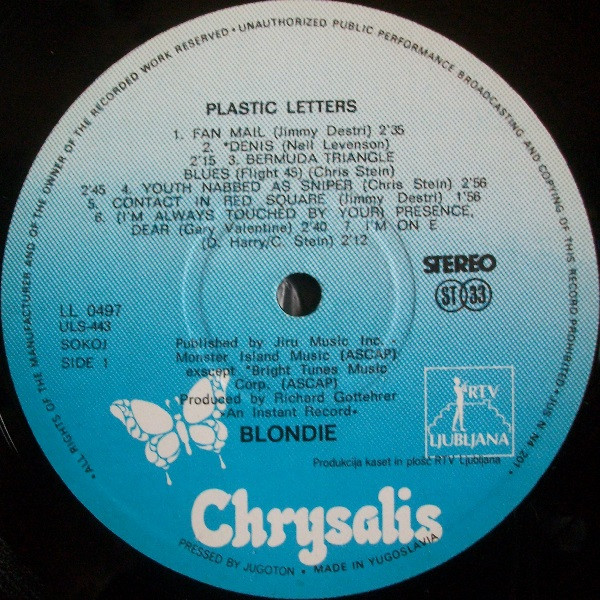 • ALL RIGHTS OF THE MANUFACTURER AND OF THE OWNER OF THE RECORDED WORK RESERVED • UNAUTHORIZED PUBLIC PERFORMANCE BROADCASTING AND COPYING OF THIS RECORD PROHIBITED • JUS N N4 201 •
PLASTIC LETTERS
1. FAN MAIL (Jimmy Destri) 2'35
2. *DENIS (Neil Levenson)
2'15 3. BERMUDA TRIANGLE
BLUES (Flight 45) (Chris Stein)
2'45 4. YOUTH NABBED AS SNIPER (Chris Stein) 2'56
5. CONTACT IN RED SQUARE (Jimmy Destri) 1'56
6. (I'M ALWAYS TOUCHED BY YOUR) PRESENCE,
DEAR (Gary Valentine) 2'40 7. I'M ON E
(D. Harry/C. Stein) 2'12
STEREO
ST 33
LL 0497
ULS-443
SOKOJ
SIDE 1
Published by Jiru Music Inc. -
Monster Island Music (ASCAP)
exscept *Bright Tunes Music
Corp. (ASCAP)
Produced by Richard Gottehrer
•An Instant Record•
BLONDIE
RTV
LJUBLJANA
Produkcija kaset in plošč RTV Ljubljana
Chrysalis
PRESSED BY JUGOTON • MADE IN YUGOSLAVIA